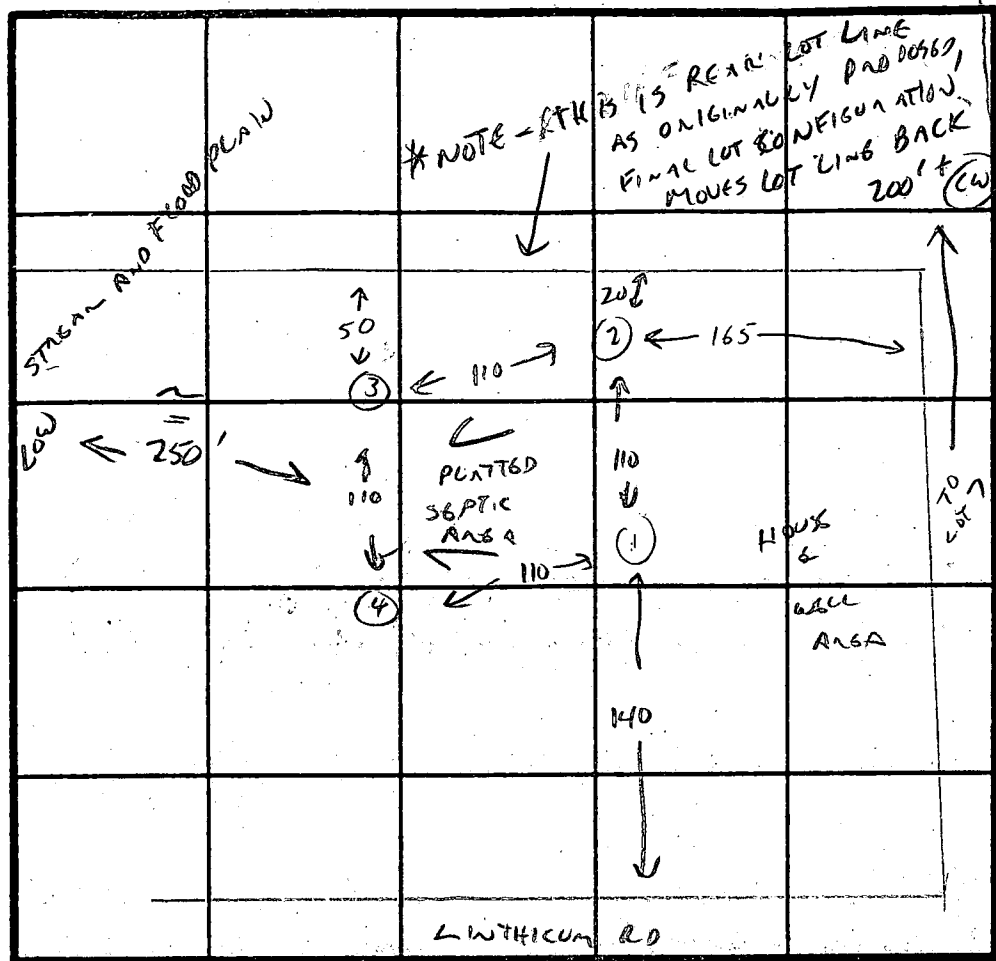 * NOTE - THIS IS REAR LOT LINE
AS ORIGINALLY PROPOSED,
FINAL LOT CONFIGURATION
MOVES LOT LINE BACK
200' ±
STREAM AND FLOOD PLAIN
50
20
2
165
3
110
LOW
≈ 250'
110
PLATTED
SEPTIC
AREA
110
1
HOUSE
&
WELL
AREA
TO
LOT 7
110
4
140
LINTHICUM RD